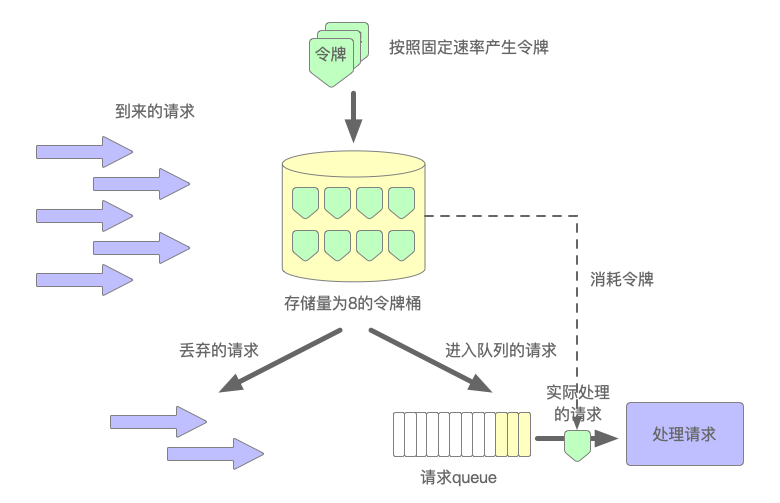 令牌
按照固定速率产生令牌
到来的请求
消耗令牌
存储量为8的令牌桶
丢弃的请求
进入队列的请求
实际处理
的请求
处理请求
请求queue